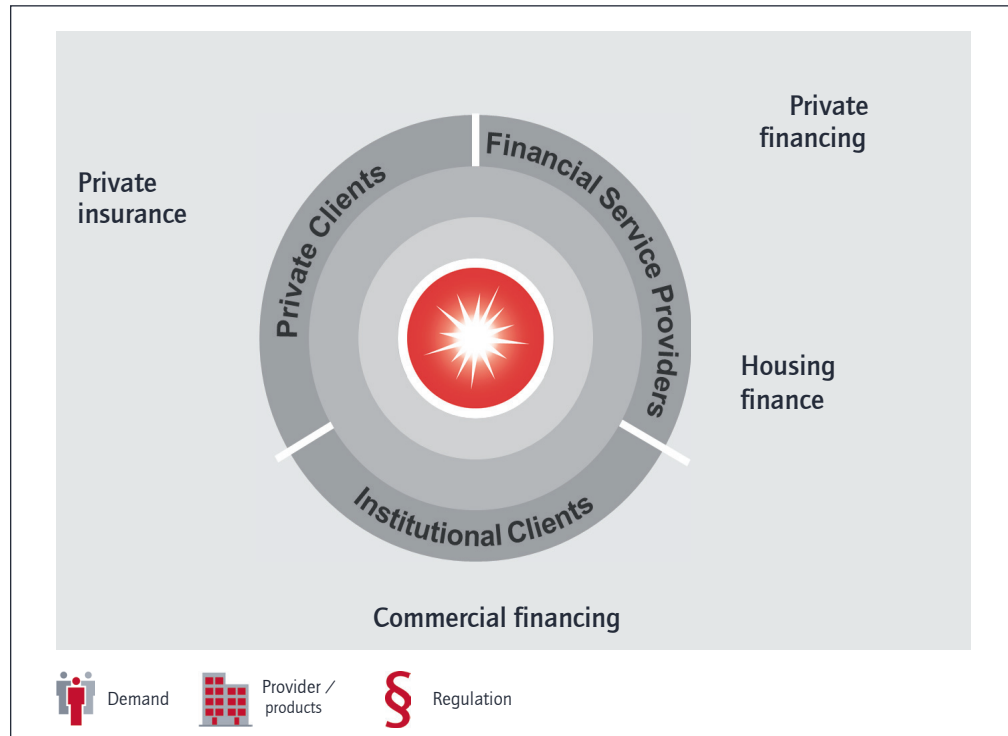 Private
financing
Private
insurance
Private Clients
Financial Service Providers
Housing
finance
Institutional Clients
Commercial financing
Demand
Provider /
products
§
Regulation